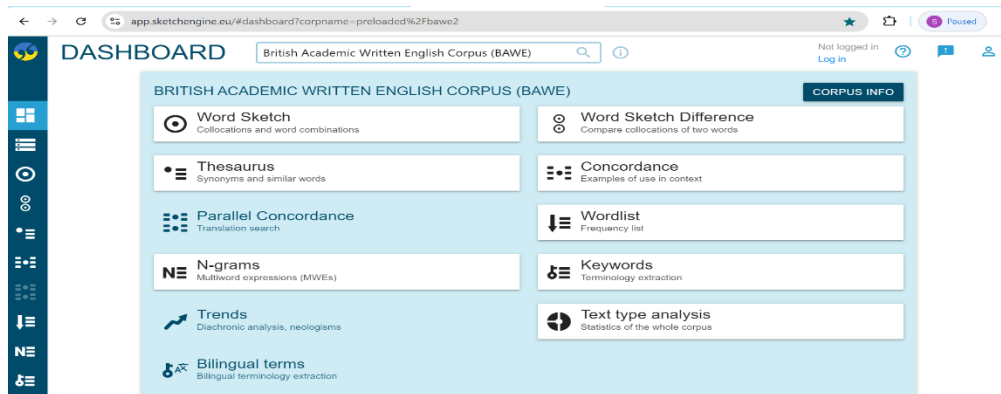 app.sketchengine.eu/#dashboard?corpname=preloaded%2Fbawe2
S Paused
DASHBOARD
British Academic Written English Corpus (BAWE)
Not logged in
Log in
BRITISH ACADEMIC WRITTEN ENGLISH CORPUS (BAWE)
CORPUS INFO
Word Sketch
Collocations and word combinations
Word Sketch Difference
Compare collocations of two words
Thesaurus
Synonyms and similar words
Concordance
Examples of use in context
Parallel Concordance
Translation search
Wordlist
Frequency list
N-grams
Multiword expressions (MWEs)
Keywords
Terminology extraction
Trends
Diachronic analysis, neologisms
Text type analysis
Statistics of the whole corpus
Bilingual terms
Bilingual terminology extraction